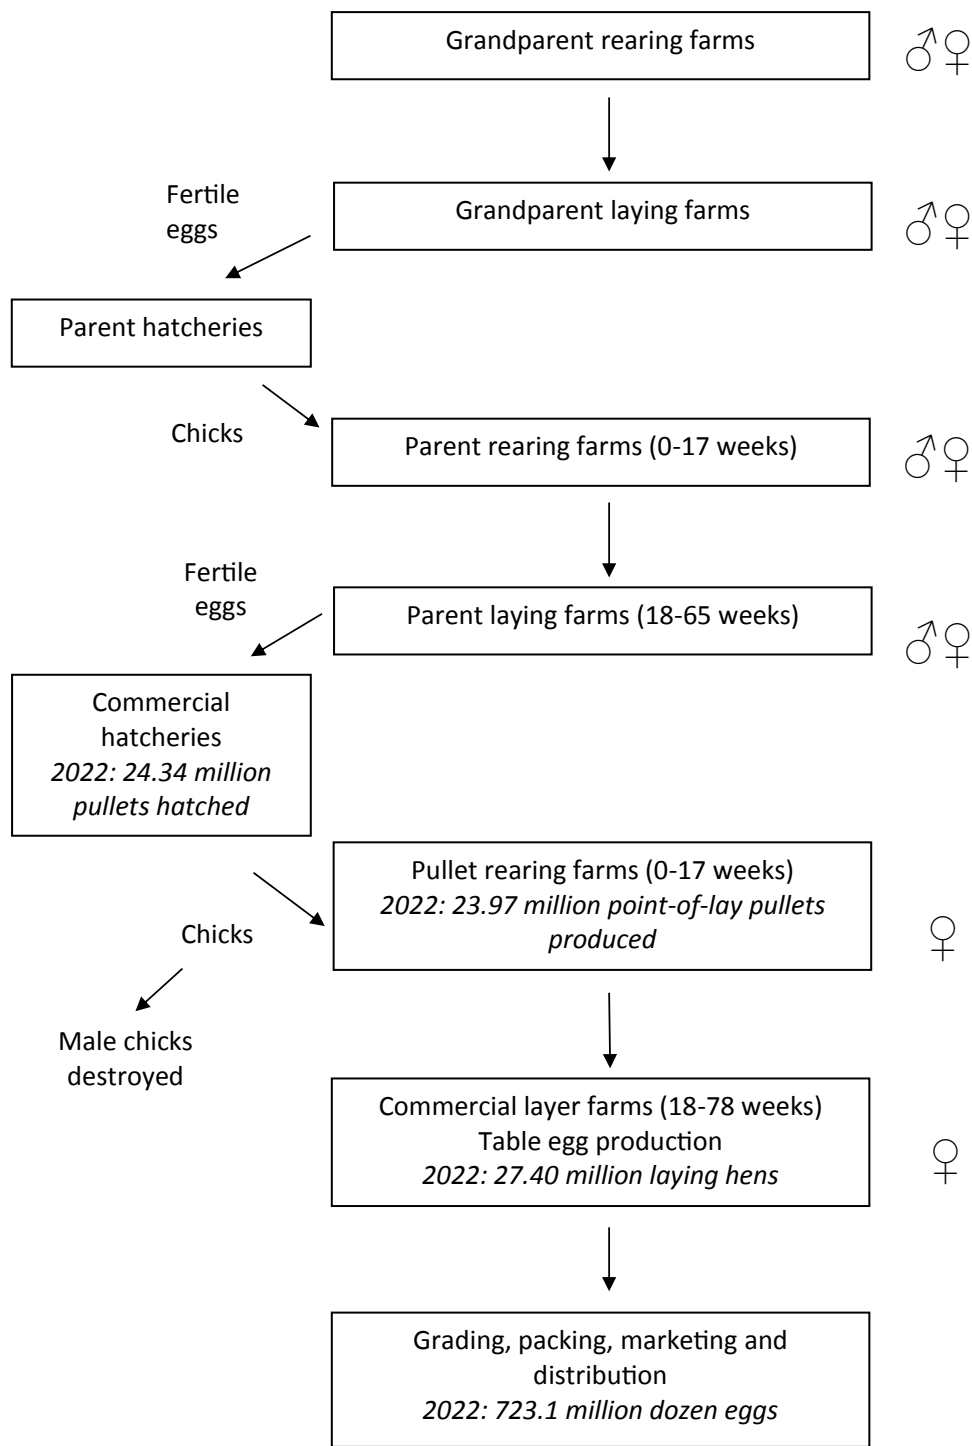 Grandparent rearing farms
♂♀
Fertile
eggs
Grandparent laying farms
♂♀
Parent hatcheries
Chicks
Parent rearing farms (0-17 weeks)
♂♀
Fertile
eggs
Parent laying farms (18-65 weeks)
♂♀
Commercial
hatcheries
2022: 24.34 million
pullets hatched
Pullet rearing farms (0-17 weeks)
2022: 23.97 million point-of-lay pullets
produced
♀
Chicks
Male chicks
destroyed
Commercial layer farms (18-78 weeks)
Table egg production
2022: 27.40 million laying hens
♀
Grading, packing, marketing and
distribution
2022: 723.1 million dozen eggs